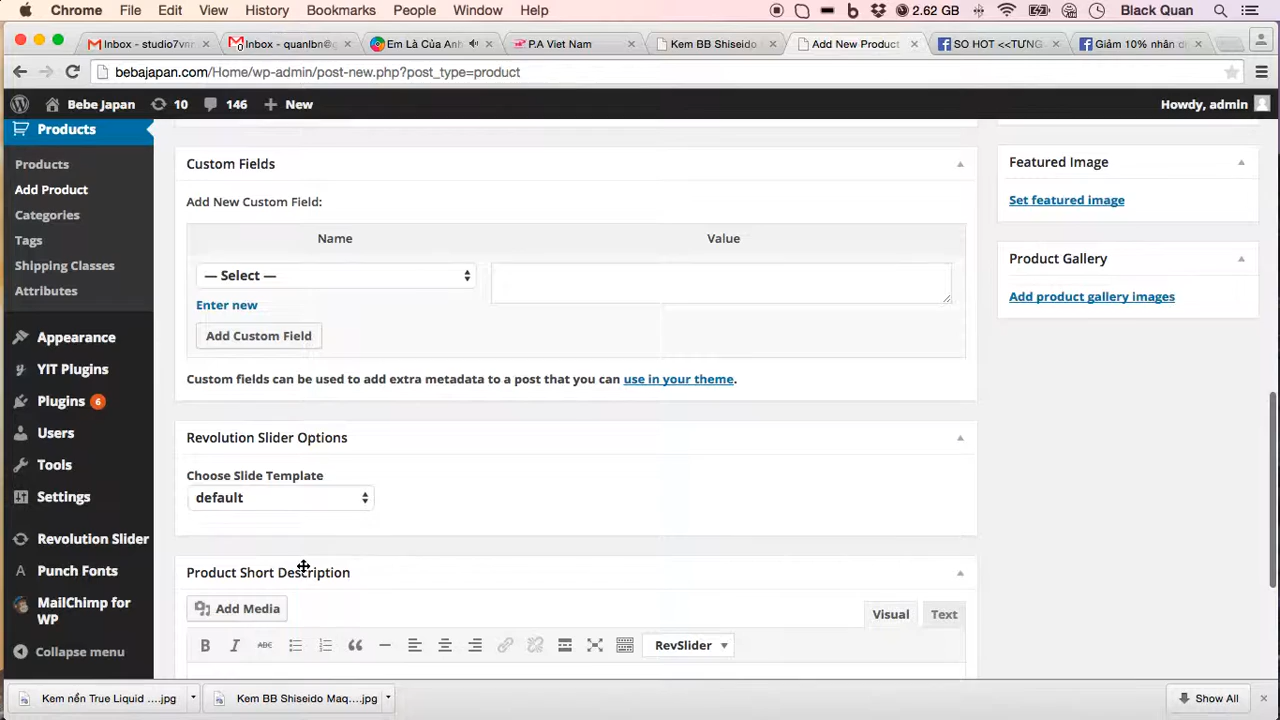 Chrome File Edit View History Bookmarks People Window Help 2.62 GB Black Quan
Inbox - studio7vnr
Inbox - quanlbn@g
Em Là Của Anh
P.A Viet Nam
Kem BB Shiseido
Add New Product
SO HOT <<TƯNG
Giảm 10% nhân d
bebajapan.com/Home/wp-admin/post-new.php?post_type=product
Bebe Japan 10 146 + New Howdy, admin
Products
Products
Add Product
Categories
Tags
Shipping Classes
Attributes
Appearance
YIT Plugins
Plugins 6
Users
Tools
Settings
Revolution Slider
Punch Fonts
MailChimp for
WP
Collapse menu
Custom Fields
Add New Custom Field:
Name Value
— Select —
Enter new
Add Custom Field
Custom fields can be used to add extra metadata to a post that you can use in your theme.
Revolution Slider Options
Choose Slide Template
default
Product Short Description
Add Media
Visual Text
B I ABC RevSlider
Featured Image
Set featured image
Product Gallery
Add product gallery images
Kem nền True Liquid ....jpg
Kem BB Shiseido Maq....jpg
Show All